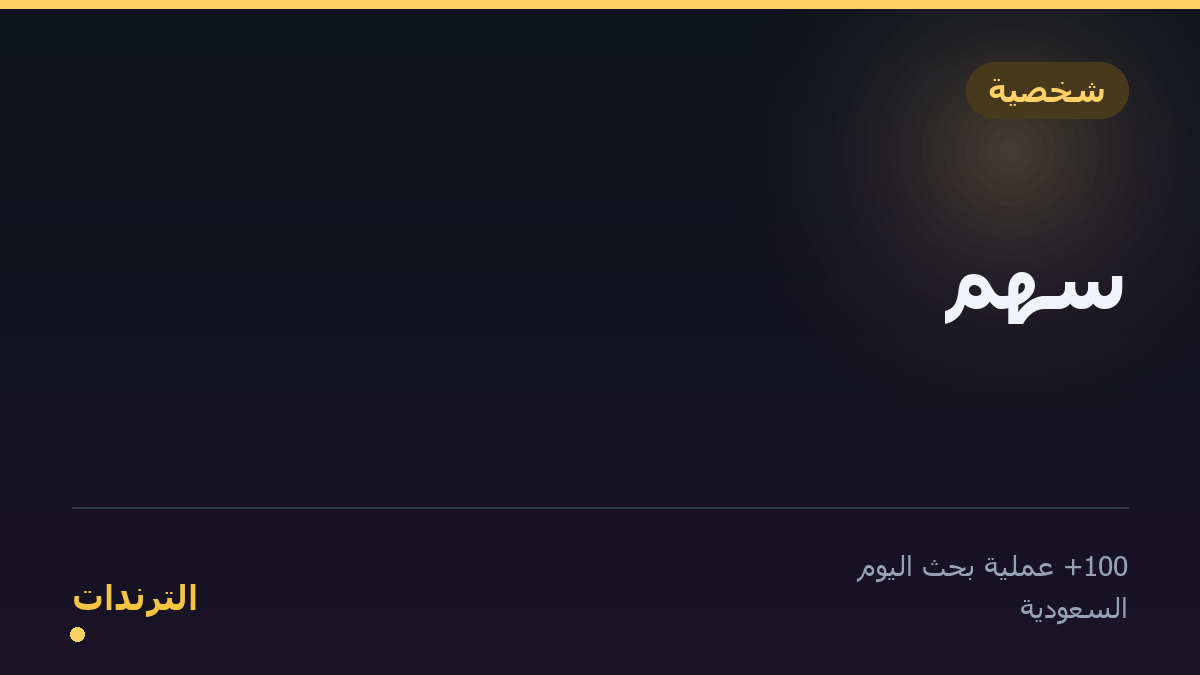 شخصية
سهم
+100 عملية بحث اليوم
السعودية
الترندات